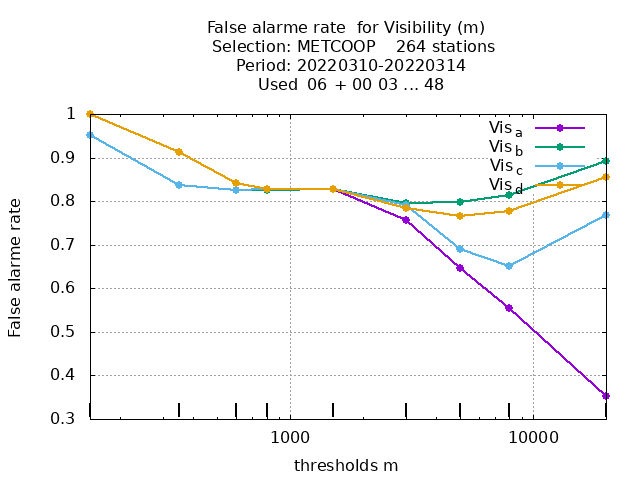 False alarme rate  for Visibility (m)
Selection: METCOOP    264 stations
Period: 20220310-20220314
Used  06 + 00 03 ... 48
1
0.9
0.8
0.7
0.6
0.5
0.4
0.3
False alarme rate
Vis a
Vis b
Vis c
Vis d
1000
10000
thresholds m